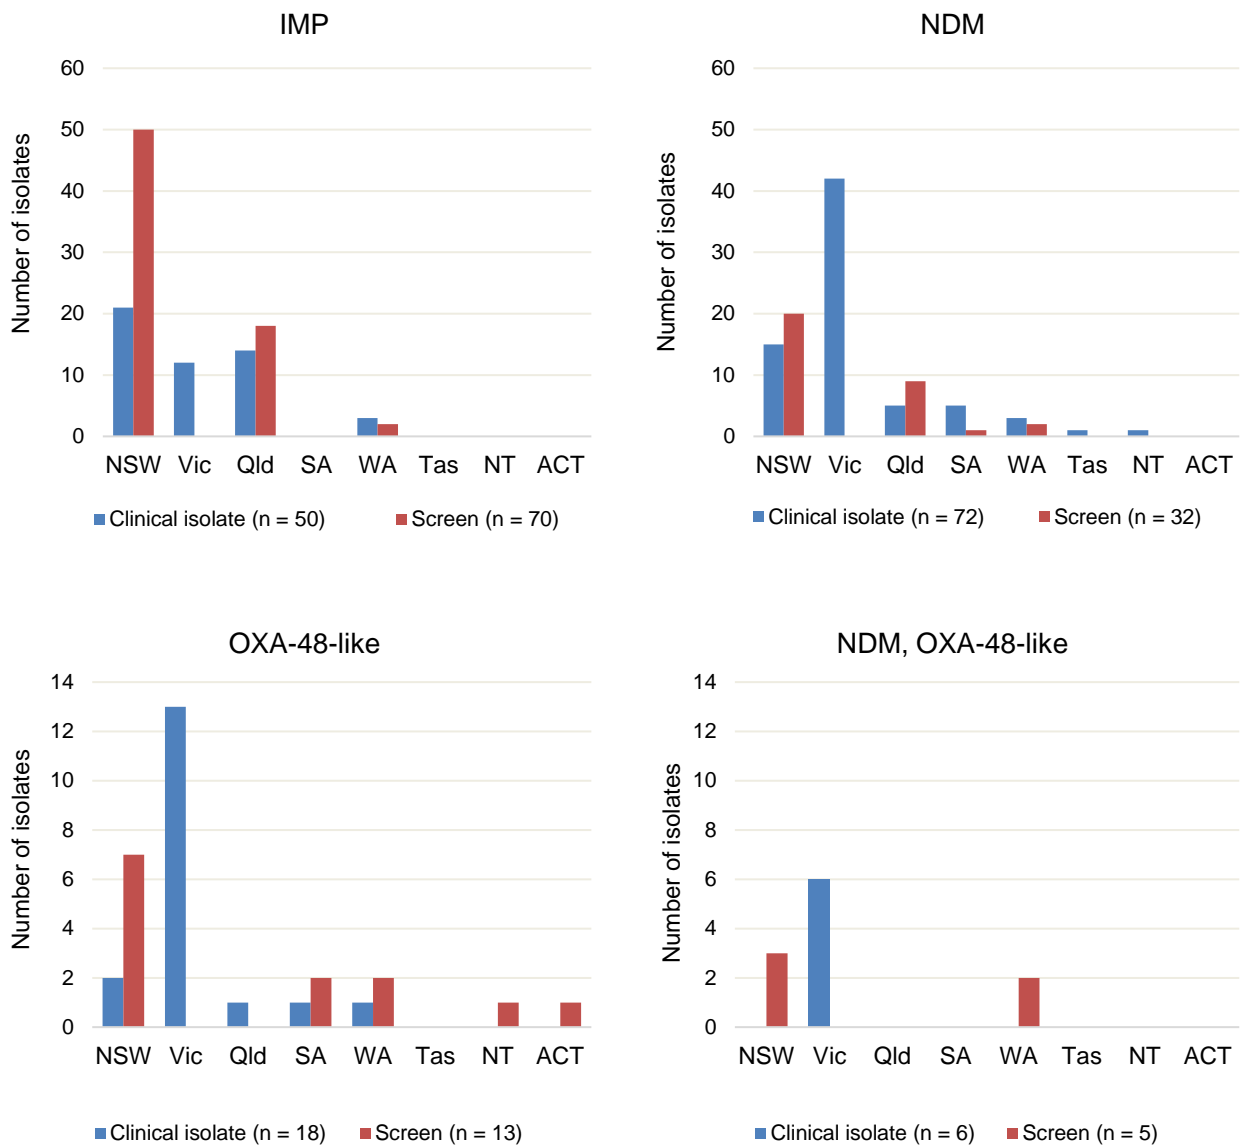 IMP
Number of isolates
60
50
40
30
20
10
0
NSW Vic Qld SA WA Tas NT ACT
Clinical isolate (n = 50) Screen (n = 70)
NDM
Number of isolates
60
50
40
30
20
10
0
NSW Vic Qld SA WA Tas NT ACT
Clinical isolate (n = 72) Screen (n = 32)
OXA-48-like
Number of isolates
14
12
10
8
6
4
2
0
NSW Vic Qld SA WA Tas NT ACT
Clinical isolate (n = 18) Screen (n = 13)
NDM, OXA-48-like
Number of isolates
14
12
10
8
6
4
2
0
NSW Vic Qld SA WA Tas NT ACT
Clinical isolate (n = 6) Screen (n = 5)